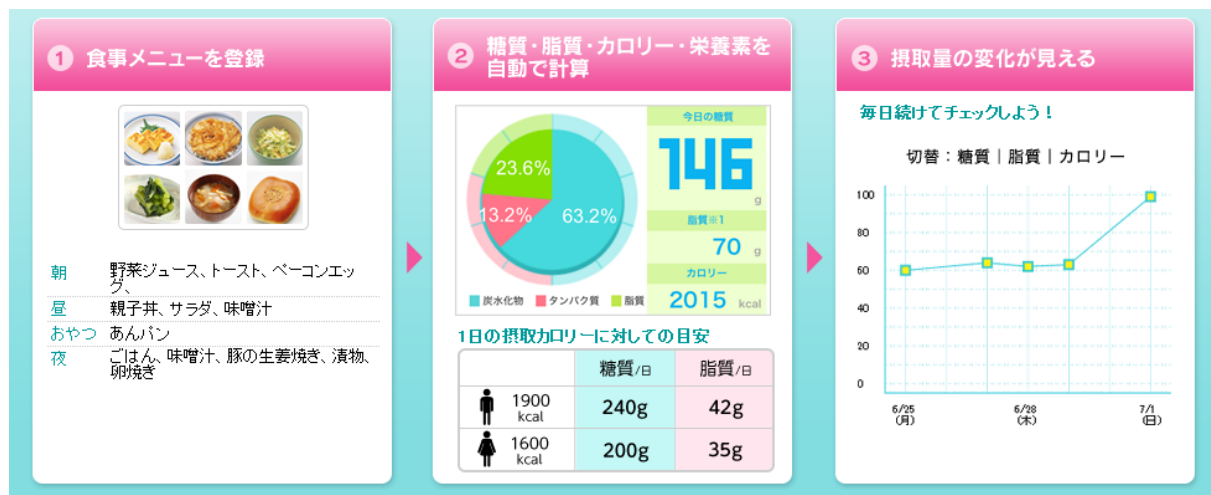 1 食事メニューを登録
朝 野菜ジュース、トースト、ベーコンエッ
グ、
昼 親子丼、サラダ、味噌汁
おやつ あんパン
夜 ごはん、味噌汁、豚の生姜焼き、漬物、
卵焼き
2 糖質・脂質・カロリー・栄養素を
自動で計算
23.6%
13.2% 63.2%
炭水化物 タンパク質 脂質
今日の糖質
146 g
脂質※1
70 g
カロリー
2015 kcal
1日の摂取カロリーに対しての目安
糖質/日 脂質/日
1900
kcal 240g 42g
1600
kcal 200g 35g
3 摂取量の変化が見える
毎日続けてチェックしよう！
切替：糖質｜脂質｜カロリー
100
80
60
40
20
0
6/25 6/28 7/1
(月) (木) (日)